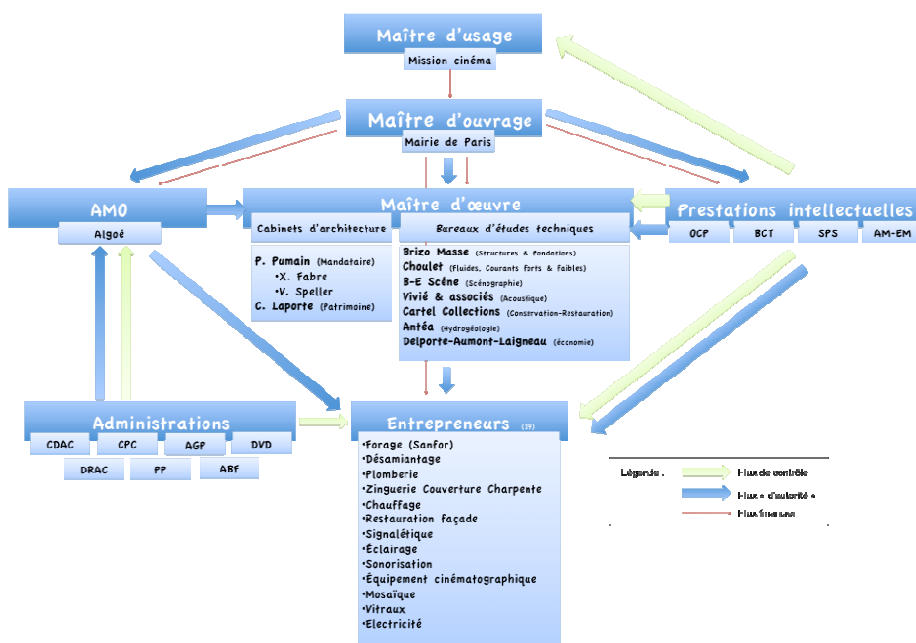 Maître d'usage
Mission cinéma
Maître d'ouvrage
Mairie de Paris
AMO
Algoé
Maître d'œuvre
Cabinets d'architecture
P. Pumain (Mandataire)
•X. Fabre
•V. Speller
C. Laporte (Patrimoine)
Bureaux d'études techniques
Brizo Masse (Structures & Fondations)
Choulet (Fluides, Courants forts & faibles)
B-E Scène (Scénographie)
Vivié & associés (Acoustique)
Cartel Collections (Conservation-Restauration)
Antéa (Hydrogéologie)
Delporte-Aumont-Laigneau (économie)
Prestations intellectuelles
OCP BCT SPS AM-EM
Administrations
CDAC CPC AGP DVD
DRAC PP ABF
Entrepreneurs (19)
•Forage (Sanfor)
•Désamiantage
•Plomberie
•Zinguerie Couverture Charpente
•Chauffage
•Restauration façade
•Signalétique
•Éclairage
•Sonorisation
•Équipement cinématographique
•Mosaïque
•Vitraux
•Electricité
Légende :
Flux de contrôle
Flux « d'autorité »
Flux financiers